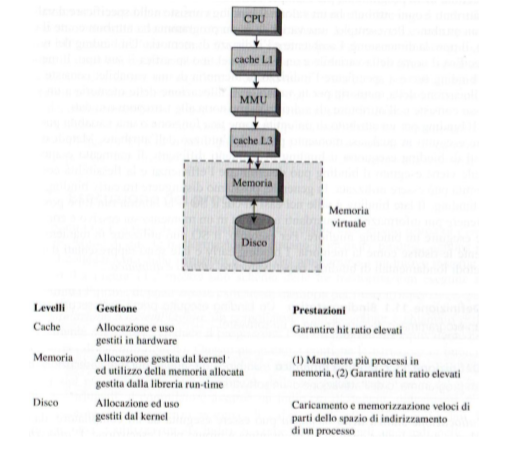 CPU
cache L1
MMU
cache L3
Memoria
Disco
Memoria
virtuale
Levelli Gestione Prestazioni
Cache Allocazione e uso
gestiti in hardware Garantire hit ratio elevati
Memoria Allocazione gestita dal kernel (1) Mantenere più processi in
ed utilizzo della memoria allocata memoria, (2) Garantire hit ratio elevati
gestita dalla libreria run-time
Disco Allocazione ed uso Caricamento e memorizzazione veloci di
gestiti dal kernel parti dello spazio di indirizzamento
di un processo